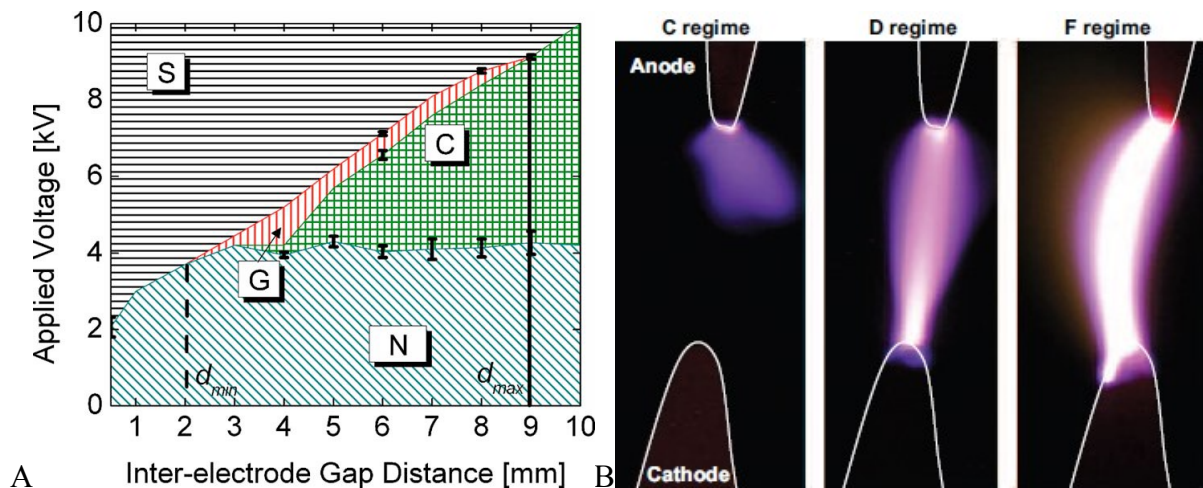 A
Applied Voltage [kV]
10
8
6
4
2
0
S
C
G
N
d_min
d_max
1 2 3 4 5 6 7 8 9 10
Inter-electrode Gap Distance [mm]
B
C regime D regime F regime
Anode
Cathode